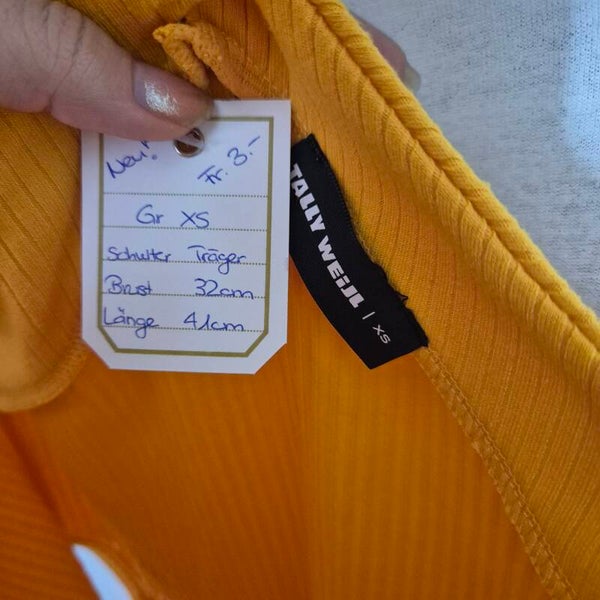 Neu! Fr. 3.-
Gr XS
Schulter Träger
Brust 32cm
Länge 41cm
TALLY WEiJL | XS